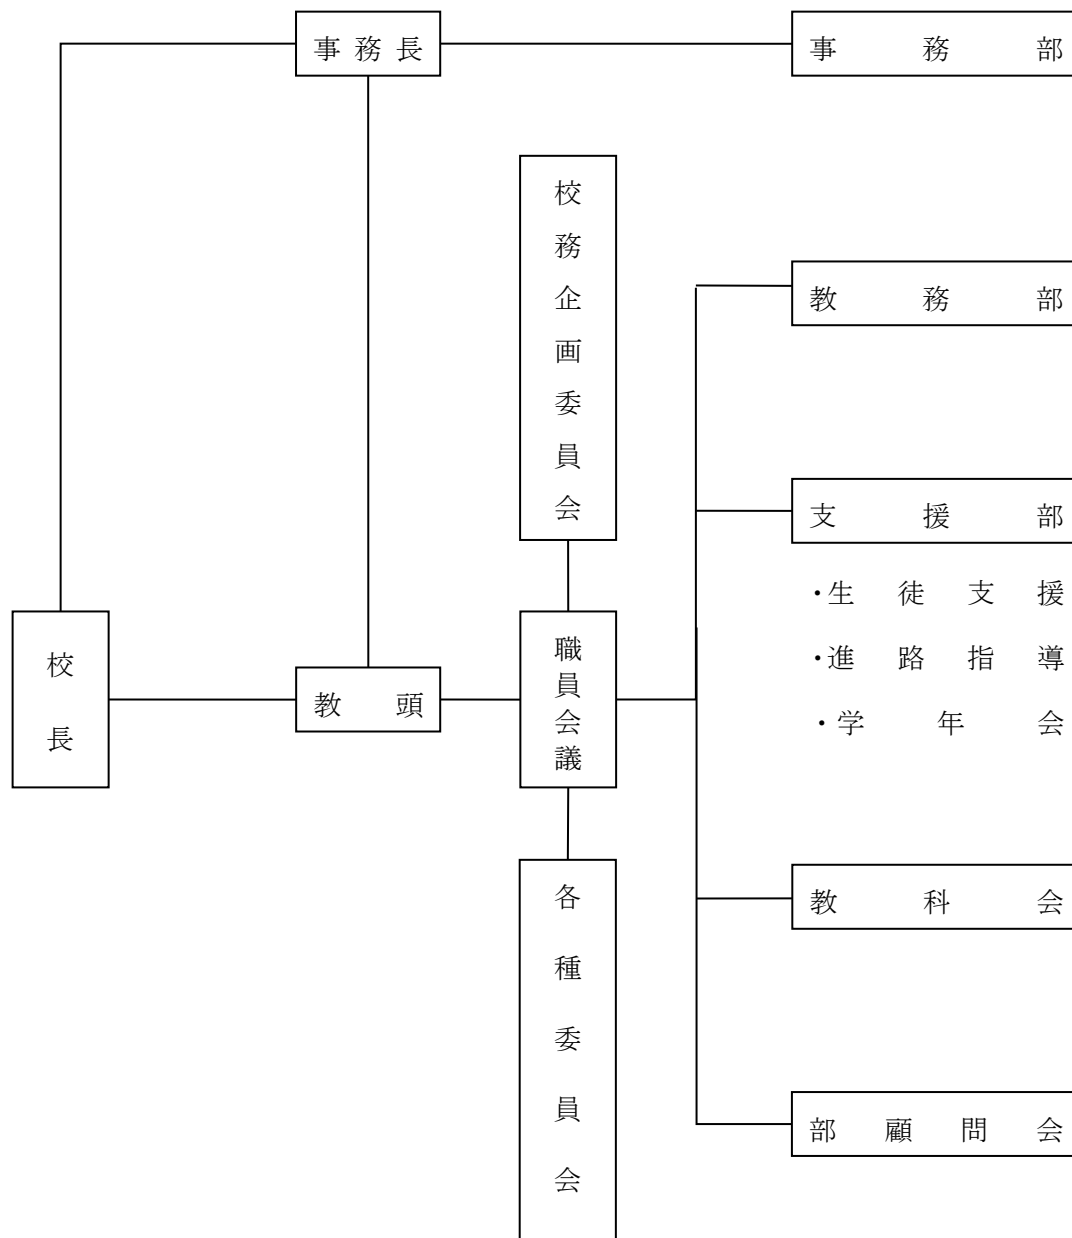 事務長
事務部
校務企画委員会
教務部
支援部
・生徒支援
・進路指導
・学年会
校長
教頭
職員会議
各種委員会
教科会
部顧問会